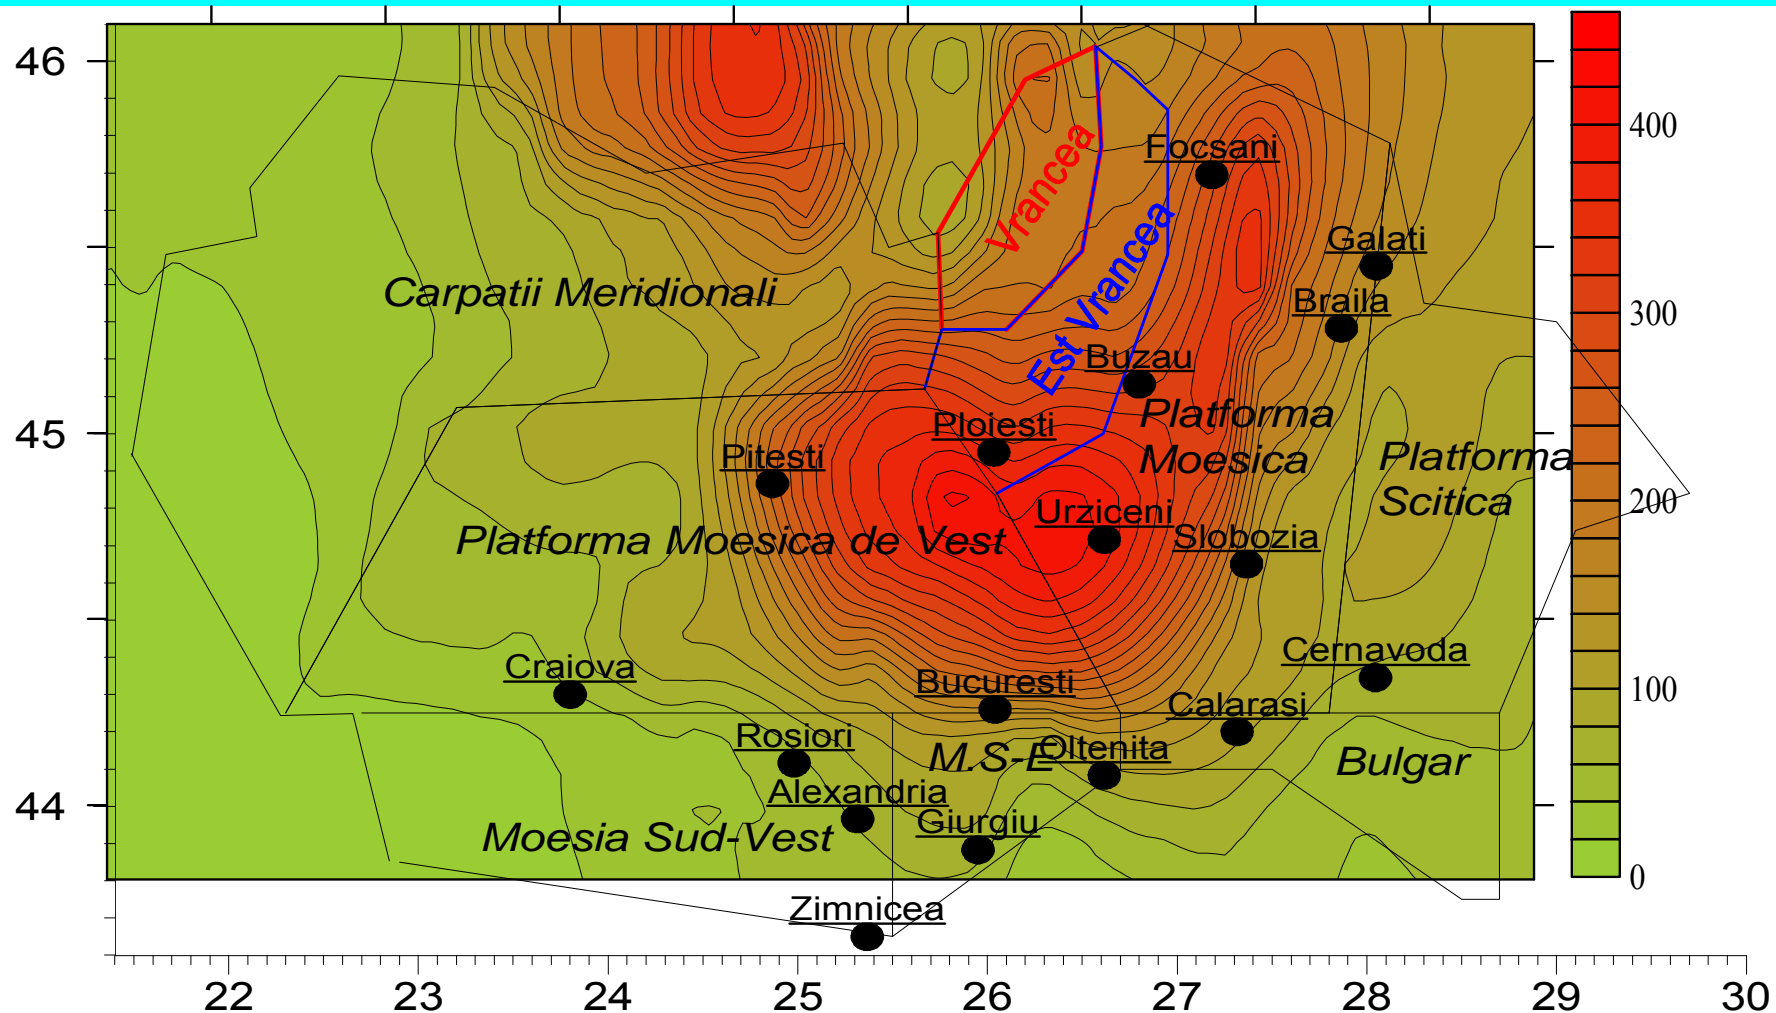 46
45
44
400
300
200
100
0
Vrancea
Est Vrancea
Focsani
Galati
Braila
Carpatii Meridionali
Buzau
Platforma
Moesica
Ploiesti
Pitesti
Platforma
Scitica
Urziceni
Platforma Moesica de Vest
Slobozia
Cernavoda
Craiova
Bucuresti
Calarasi
Rosiori
M.S-E
Oltenita
Bulgar
Alexandria
Giurgiu
Moesia Sud-Vest
Zimnicea
22 23 24 25 26 27 28 29 30